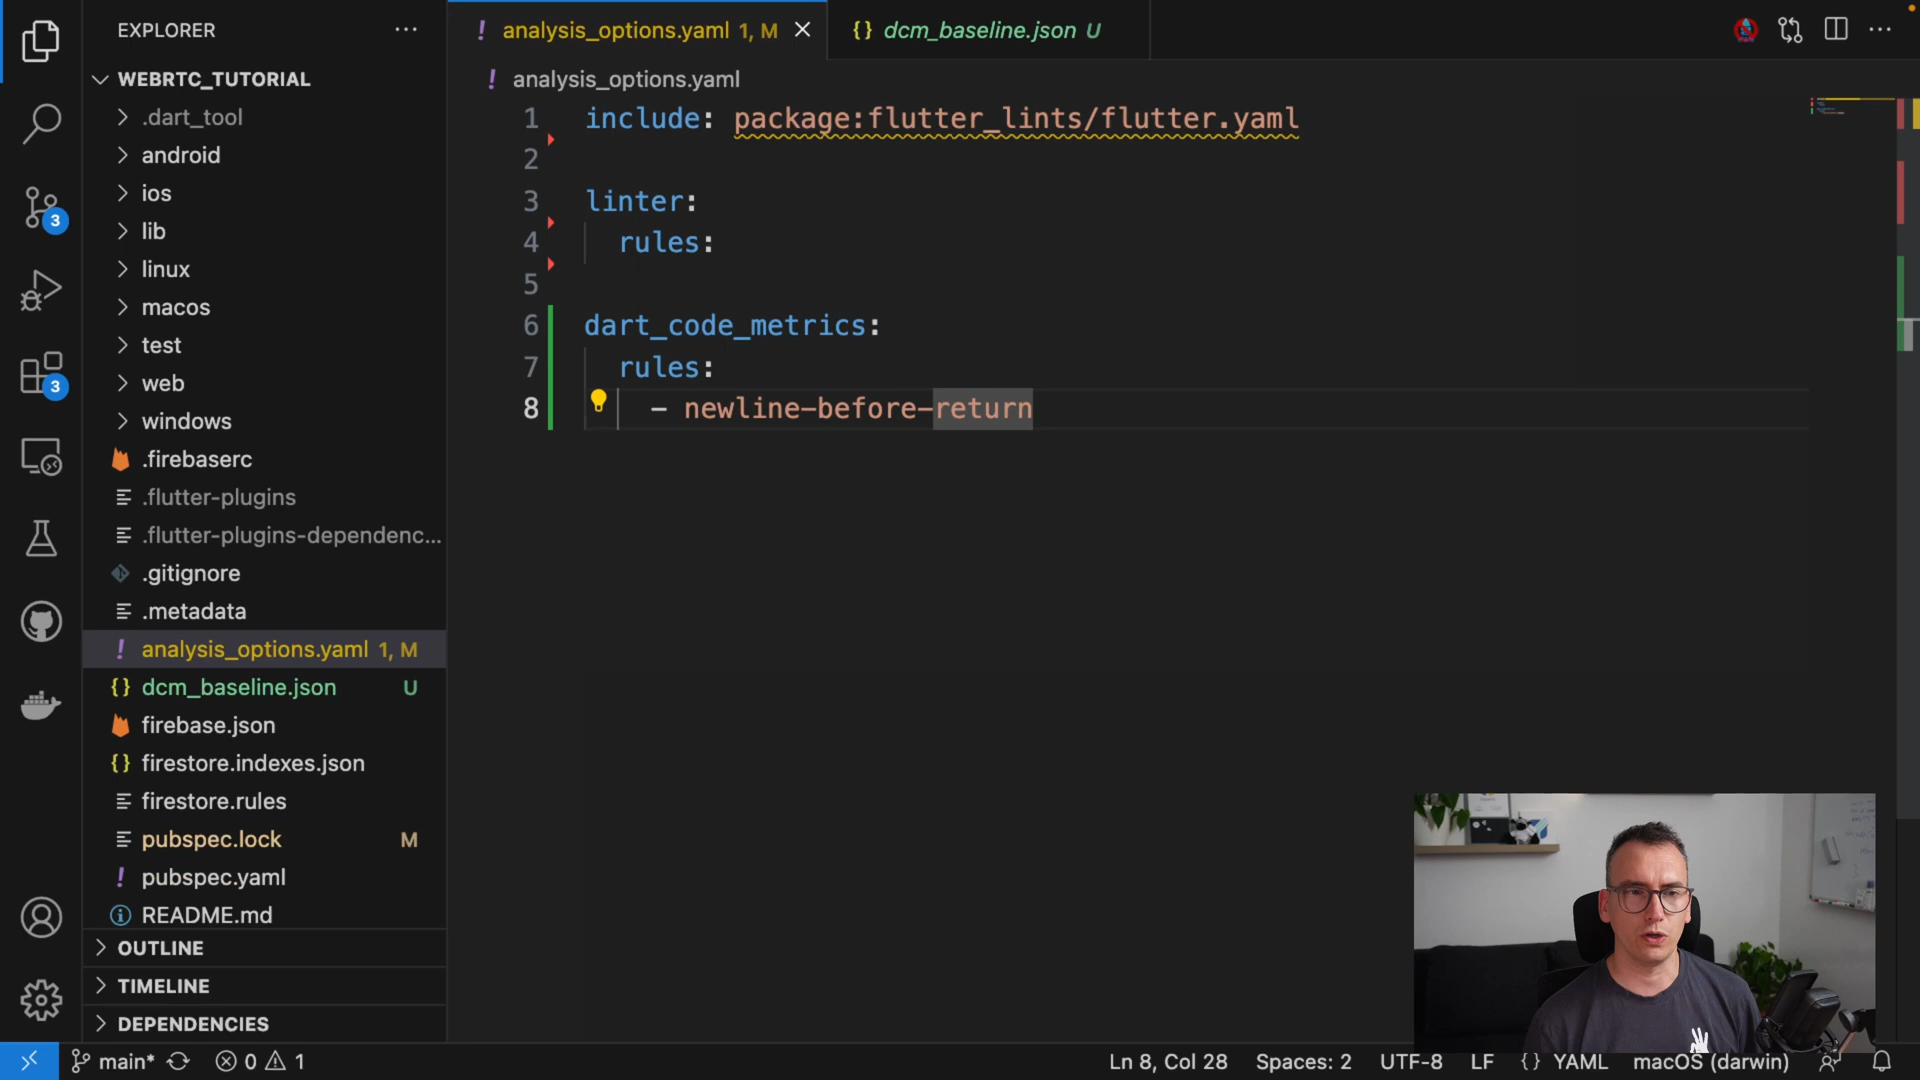 EXPLORER
WEBRTC_TUTORIAL
.dart_tool
android
ios
lib
linux
macos
test
web
windows
.firebaserc
.flutter-plugins
.flutter-plugins-dependenc...
.gitignore
.metadata
analysis_options.yaml 1, M
dcm_baseline.json U
firebase.json
firestore.indexes.json
firestore.rules
pubspec.lock M
pubspec.yaml
README.md
OUTLINE
TIMELINE
DEPENDENCIES
3
3
! analysis_options.yaml 1, M
{} dcm_baseline.json U
! analysis_options.yaml
1 include: package:flutter_lints/flutter.yaml
2
3 linter:
4 rules:
5
6 dart_code_metrics:
7 rules:
8 - newline-before-return
main* 0 1
Ln 8, Col 28 Spaces: 2 UTF-8 LF {} YAML macOS (darwin)